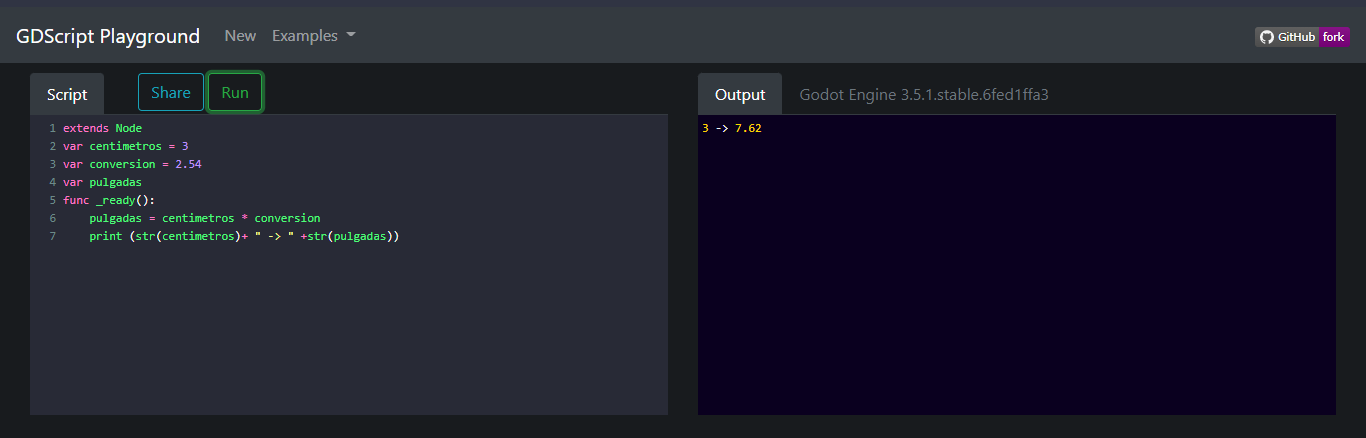 GDScript Playground New Examples
GitHub fork
Script Share Run
1 extends Node
2 var centimetros = 3
3 var conversion = 2.54
4 var pulgadas
5 func _ready():
6     pulgadas = centimetros * conversion
7     print (str(centimetros)+ " -> " +str(pulgadas))
Output Godot Engine 3.5.1.stable.6fed1ffa3
3 -> 7.62